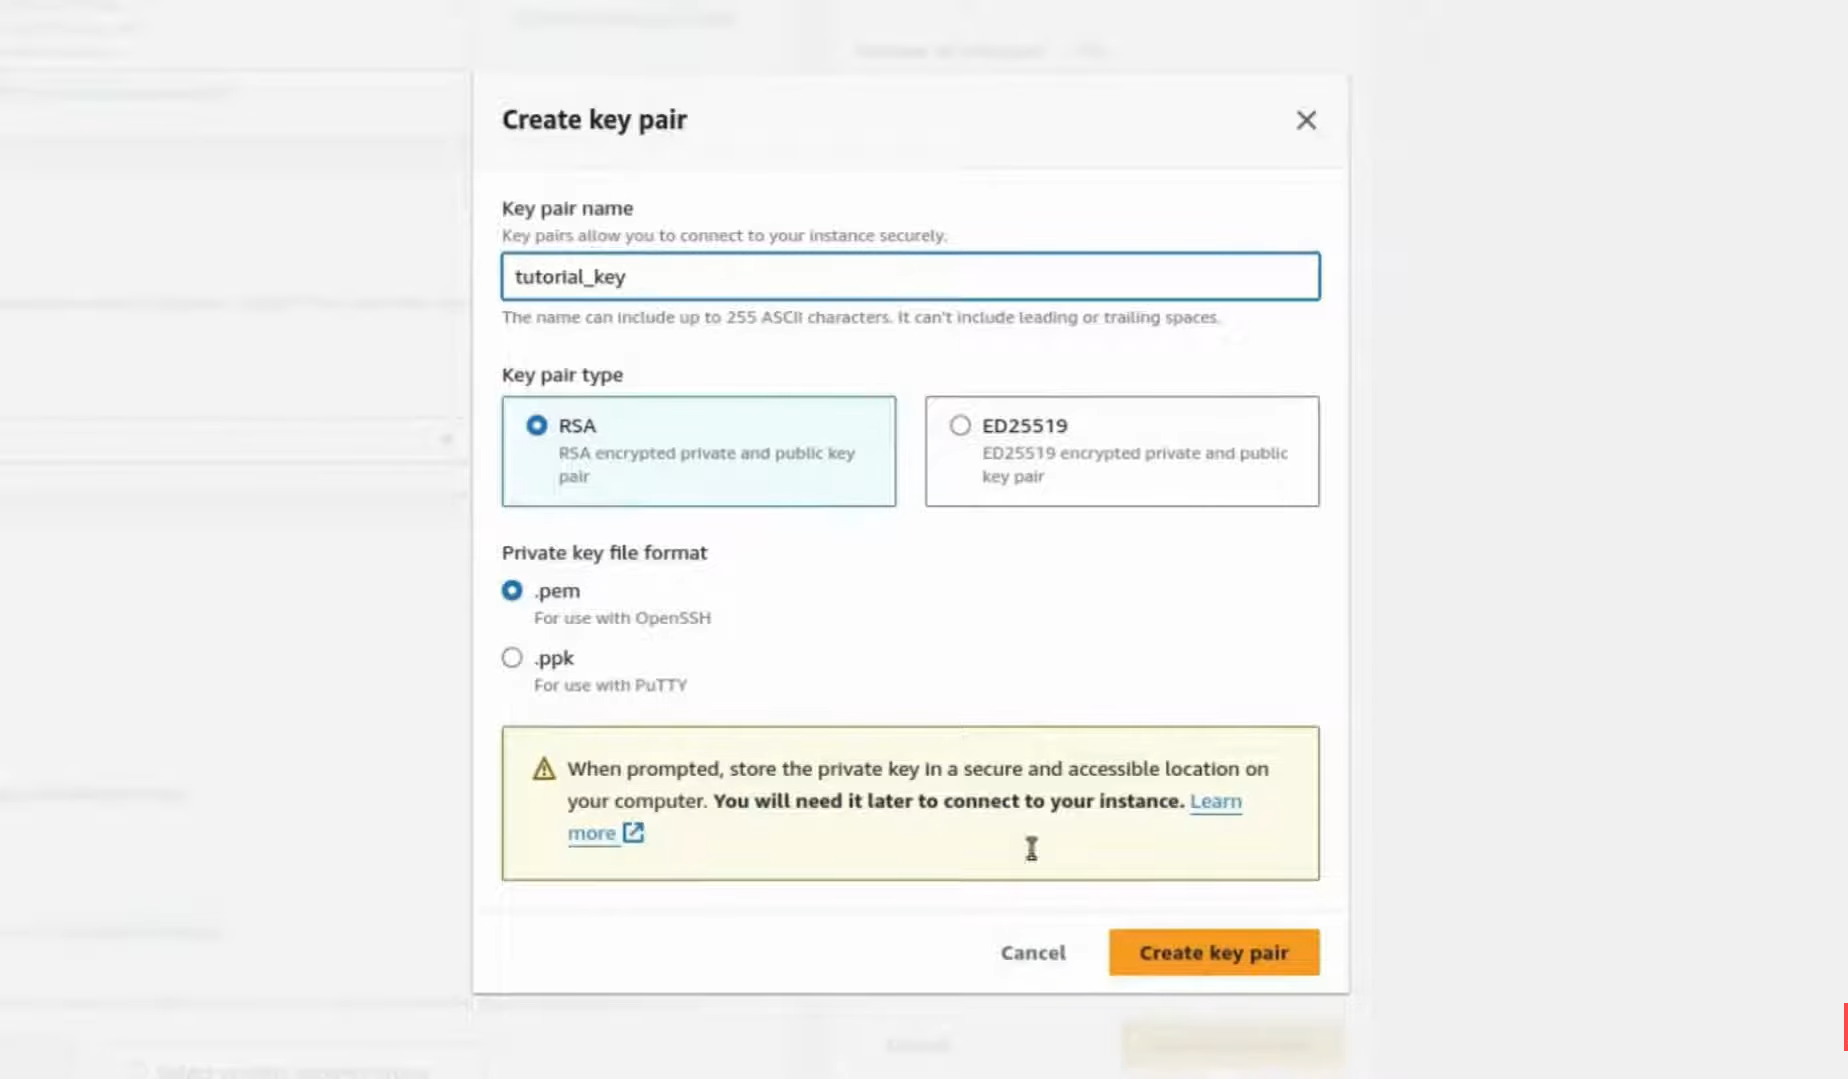 Create key pair
Key pair name
Key pairs allow you to connect to your instance securely.
tutorial_key
The name can include up to 255 ASCII characters. It can't include leading or trailing spaces.
Key pair type
RSA
RSA encrypted private and public key
pair
ED25519
ED25519 encrypted private and public
key pair
Private key file format
.pem
For use with OpenSSH
.ppk
For use with PuTTY
When prompted, store the private key in a secure and accessible location on
your computer. You will need it later to connect to your instance. Learn
more
Cancel
Create key pair